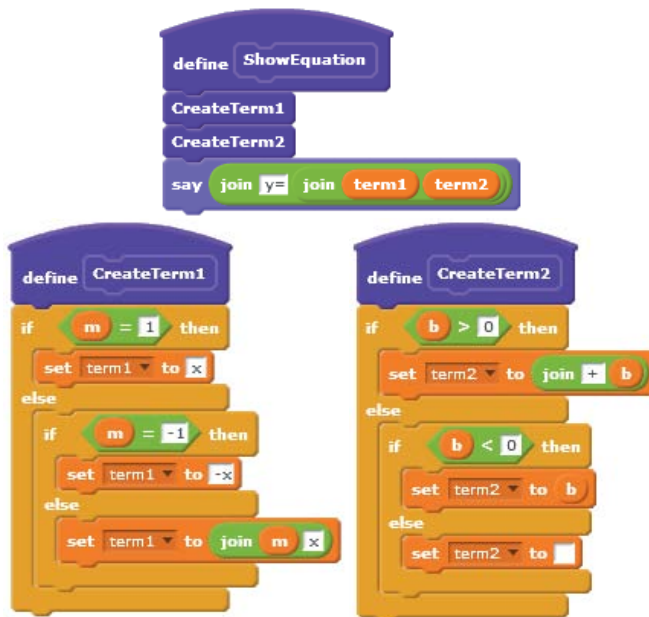 define ShowEquation
CreateTerm1
CreateTerm2
say join y= join term1 term2
define CreateTerm1
if m = 1 then
set term1 to x
else
if m = -1 then
set term1 to -x
else
set term1 to join m x
define CreateTerm2
if b > 0 then
set term2 to join + b
else
if b < 0 then
set term2 to b
else
set term2 to